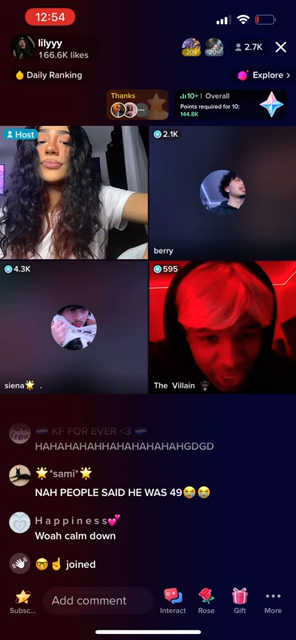 12:54
lilyyy
166.6K likes
2.7K
Daily Ranking
Explore >
Thanks
10+ | Overall
Points required for 10:
144.8K
Host
2.1K
berry
4.3K
595
siena🌟 .
The Villain
KF FOR EVER <3
HAHAHAHAHHAHAHAHAHAHGDGD
🌟*sami*🌟
NAH PEOPLE SAID HE WAS 49😭😭
H a p p i n e s s💞
Woah calm down
🤓☝️ joined
Subsc...
Add comment
Interact
Rose
Gift
More